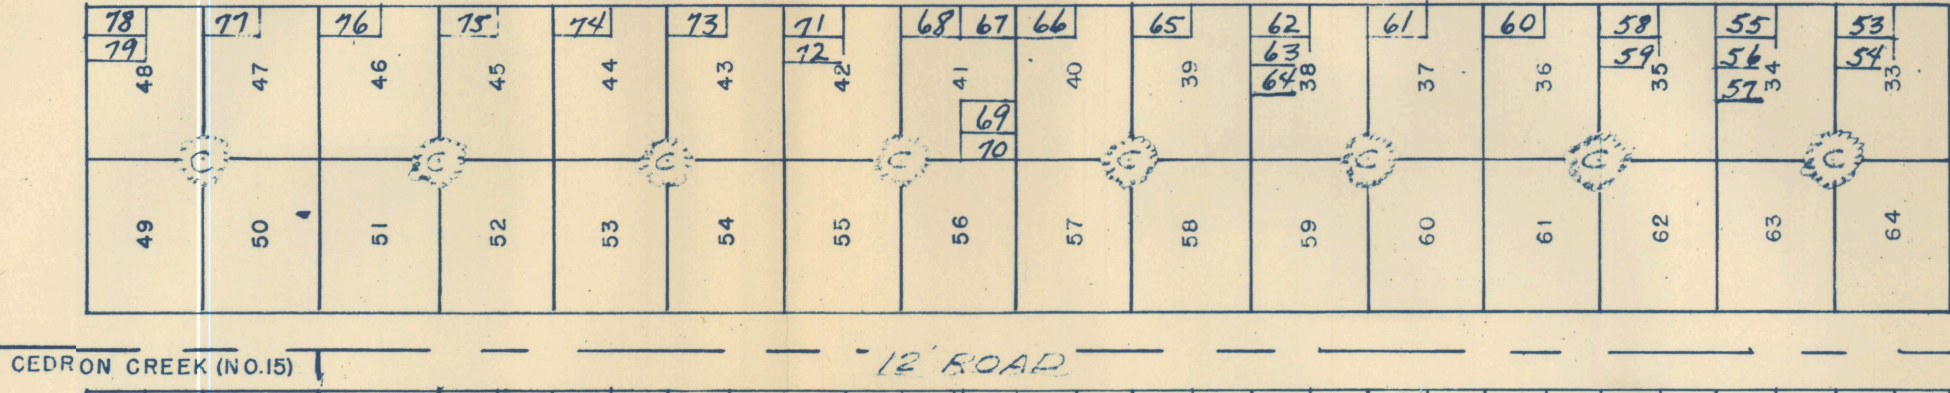 78 77 76 75 74 73 71 68 67 66 65 62 61 60 58 55 53
79 72 63 59 56 54
64 57
48 47 46 45 44 43 42 41 40 39 38 37 36 35 34 33
69
70
C C C C C C C C
49 50 51 52 53 54 55 56 57 58 59 60 61 62 63 64
CEDRON CREEK (NO.15) 12' ROAD